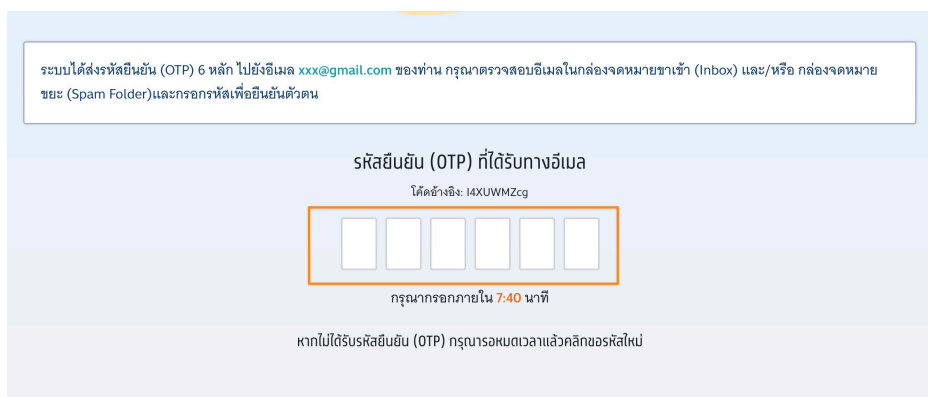 ระบบได้ส่งรหัสยืนยัน (OTP) 6 หลัก ไปยังอีเมล xxx@gmail.com ของท่าน กรุณาตรวจสอบอีเมลในกล่องจดหมายขาเข้า (Inbox) และ/หรือ กล่องจดหมาย
ขยะ (Spam Folder)และกรอกรหัสเพื่อยืนยันตัวตน
รหัสยืนยัน (OTP) ที่ได้รับทางอีเมล
โค้ดอ้างอิง: I4XUWMZcg
กรุณากรอกภายใน 7:40 นาที
หากไม่ได้รับรหัสยืนยัน (OTP) กรุณารอหมดเวลาแล้วคลิกขอรหัสใหม่